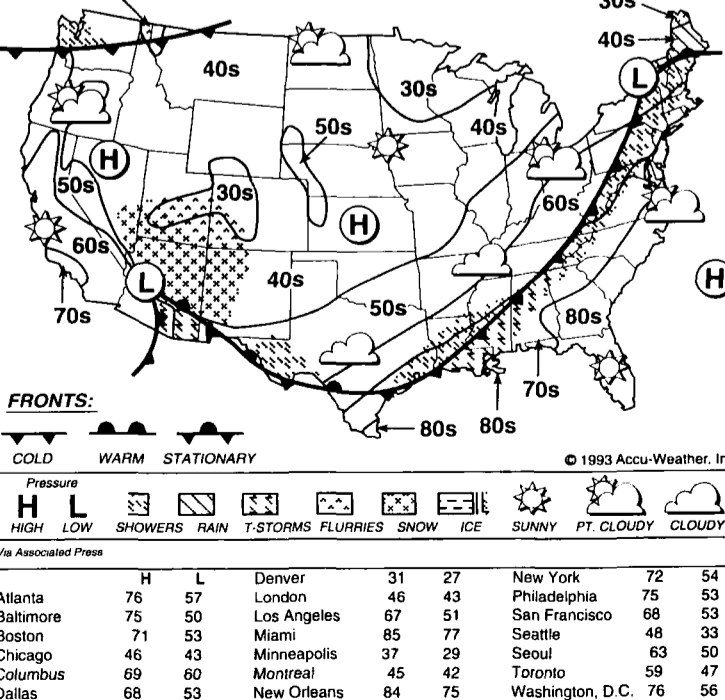 30s
40s
L
40s
30s
50s
40s
H
50s
30s
60s
H
60s
L
40s
50s
H
70s
80s
70s
80s
80s
FRONTS:
COLD WARM STATIONARY
© 1993 Accu-Weather, In
Pressure
H L
HIGH LOW SHOWERS RAIN T-STORMS FLURRIES SNOW ICE SUNNY PT. CLOUDY CLOUDY
Via Associated Press
H L Denver 31 27 New York 72 54
Atlanta 76 57 London 46 43 Philadelphia 75 53
Baltimore 75 50 Los Angeles 67 51 San Francisco 68 53
Boston 71 53 Miami 85 77 Seattle 48 33
Chicago 46 43 Minneapolis 37 29 Seoul 63 50
Columbus 69 60 Montreal 45 42 Toronto 59 47
Dallas 68 53 New Orleans 84 75 Washington, D.C. 76 56